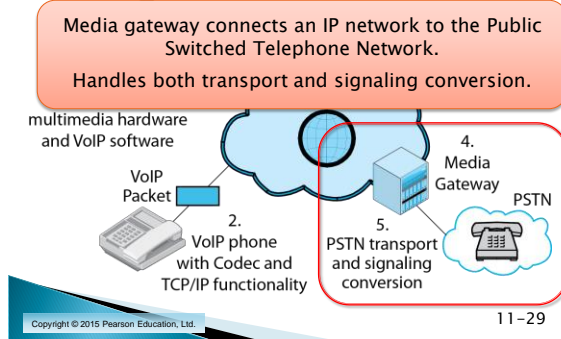 Media gateway connects an IP network to the Public
Switched Telephone Network.
Handles both transport and signaling conversion.
multimedia hardware
and VoIP software
VoIP
Packet
2.
VoIP phone
with Codec and
TCP/IP functionality
4.
Media
Gateway
5.
PSTN transport
and signaling
conversion
PSTN
Copyright © 2015 Pearson Education, Ltd.
11-29